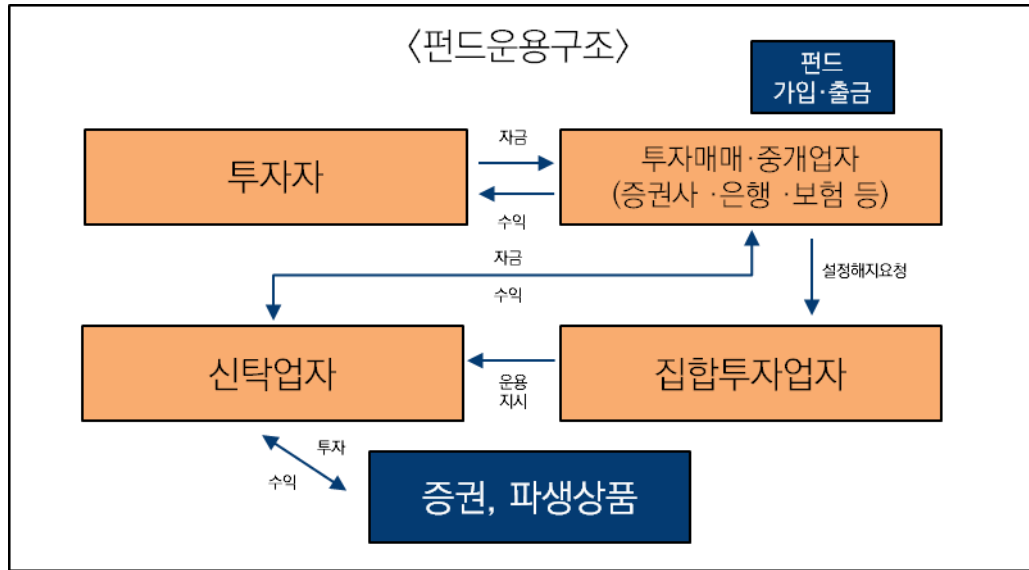 〈펀드운용구조〉
펀드
가입·출금
투자자
자금
수익
투자매매·중개업자
(증권사 ·은행 ·보험 등)
자금
수익
설정해지요청
신탁업자
운용
지시
집합투자업자
투자
수익
증권, 파생상품